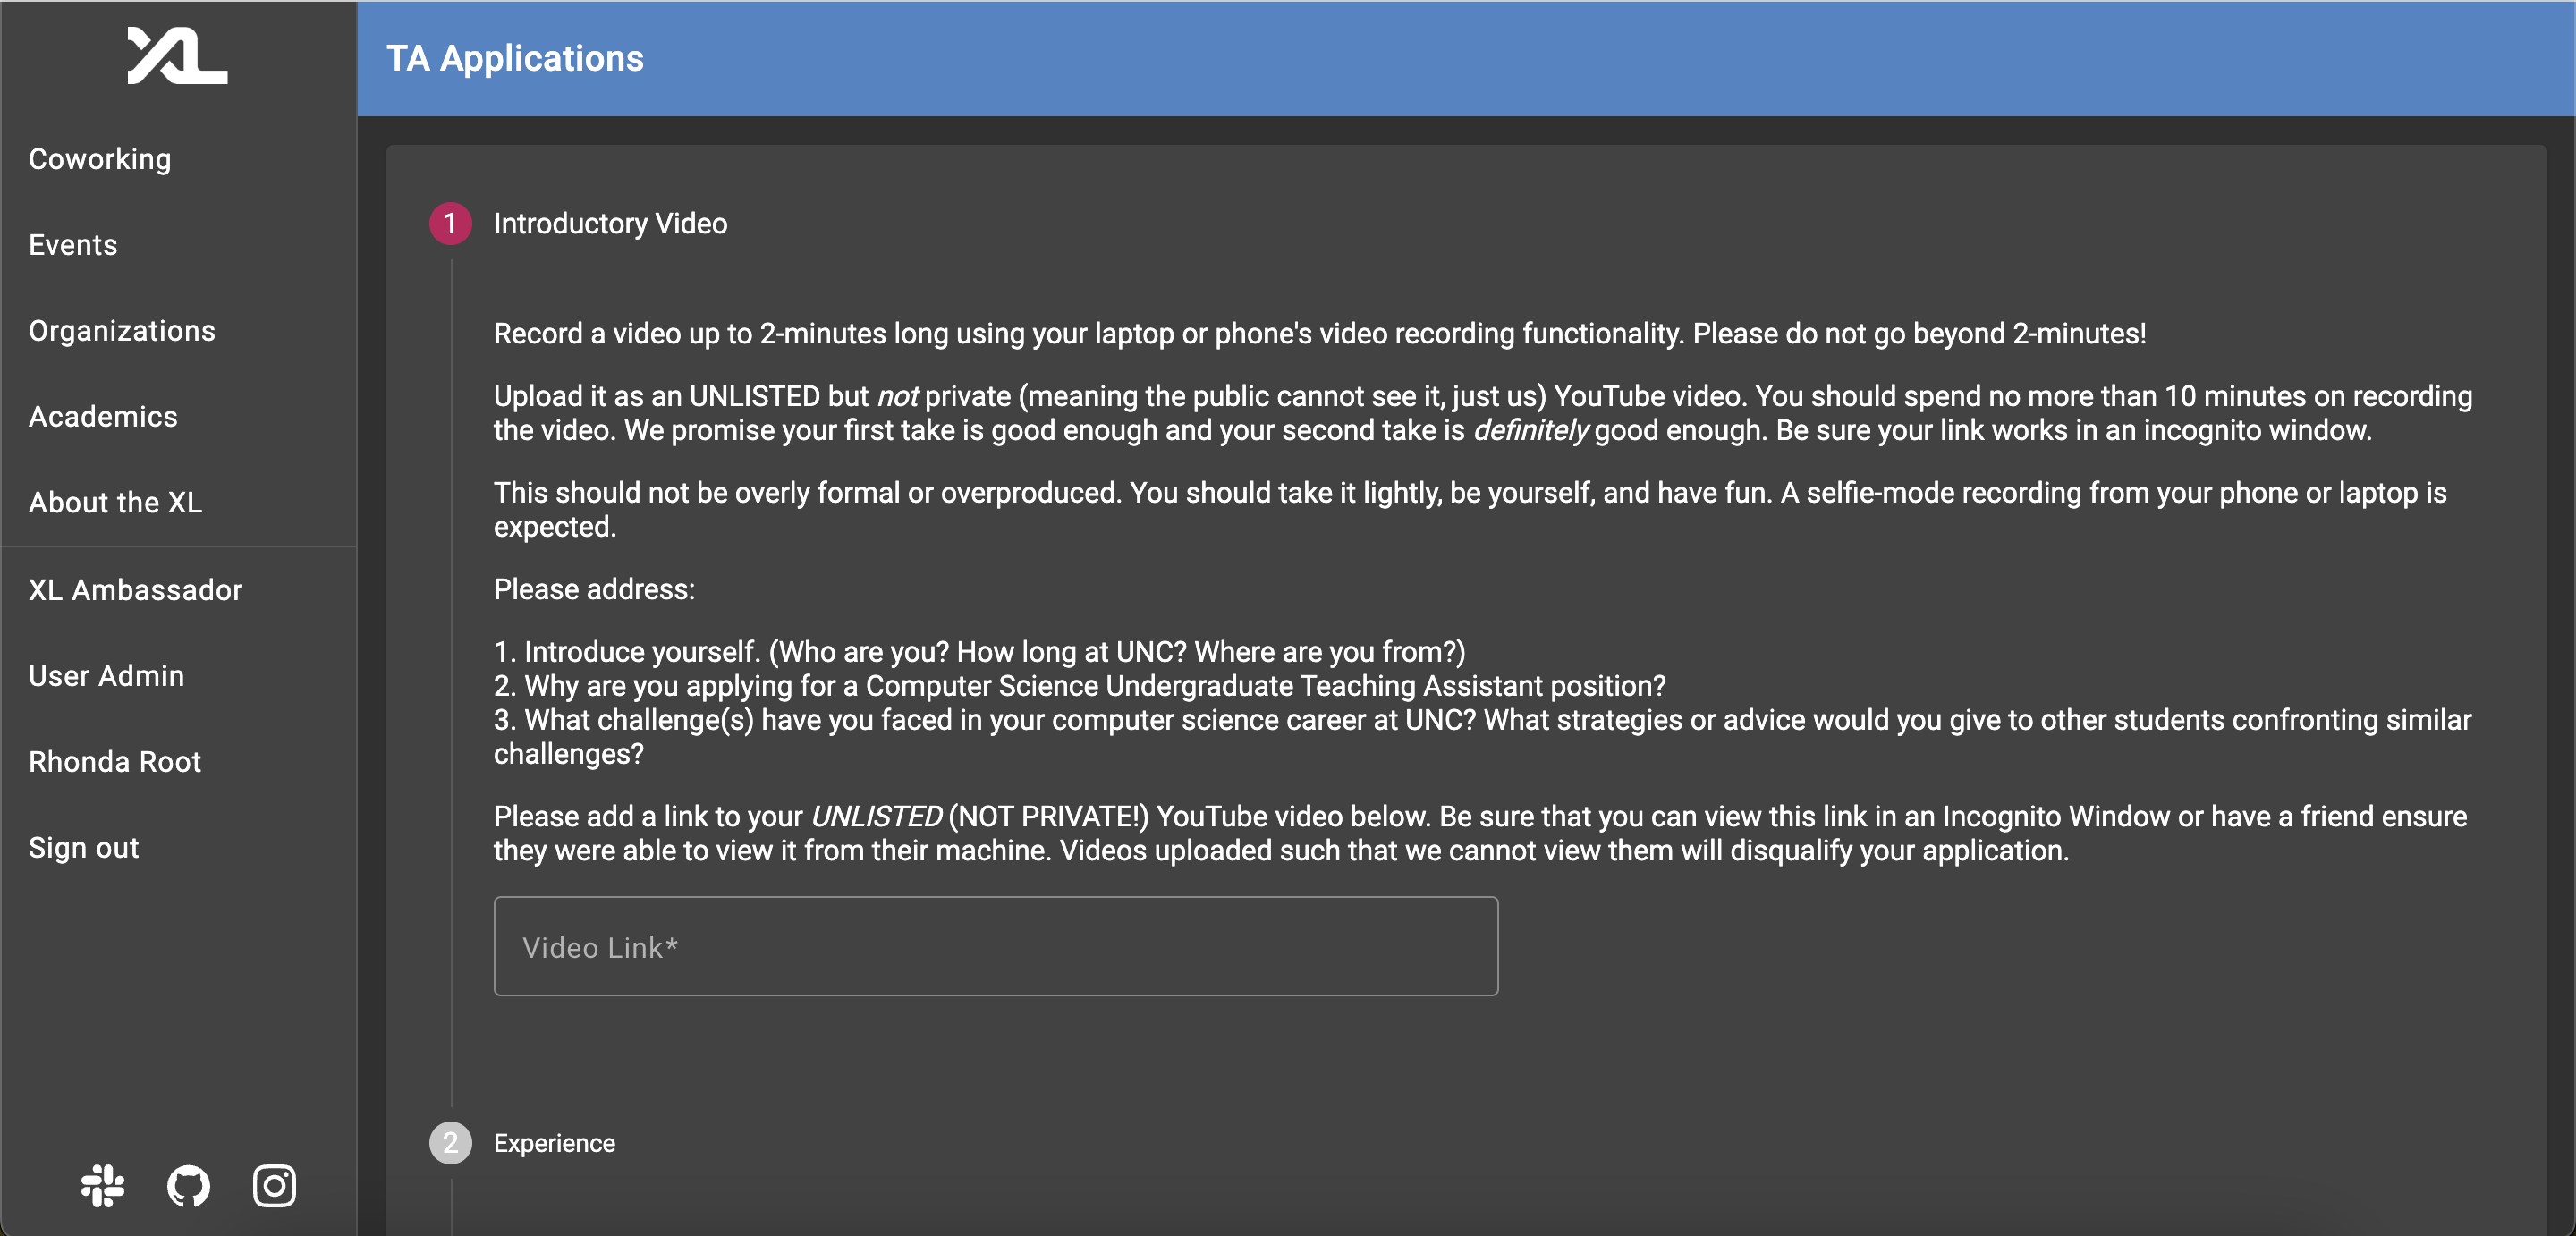 XL
TA Applications
Coworking
Events
Organizations
Academics
About the XL
XL Ambassador
User Admin
Rhonda Root
Sign out
1 Introductory Video
Record a video up to 2-minutes long using your laptop or phone's video recording functionality. Please do not go beyond 2-minutes!
Upload it as an UNLISTED but not private (meaning the public cannot see it, just us) YouTube video. You should spend no more than 10 minutes on recording
the video. We promise your first take is good enough and your second take is definitely good enough. Be sure your link works in an incognito window.
This should not be overly formal or overproduced. You should take it lightly, be yourself, and have fun. A selfie-mode recording from your phone or laptop is
expected.
Please address:
1. Introduce yourself. (Who are you? How long at UNC? Where are you from?)
2. Why are you applying for a Computer Science Undergraduate Teaching Assistant position?
3. What challenge(s) have you faced in your computer science career at UNC? What strategies or advice would you give to other students confronting similar
challenges?
Please add a link to your UNLISTED (NOT PRIVATE!) YouTube video below. Be sure that you can view this link in an Incognito Window or have a friend ensure
they were able to view it from their machine. Videos uploaded such that we cannot view them will disqualify your application.
Video Link*
2 Experience